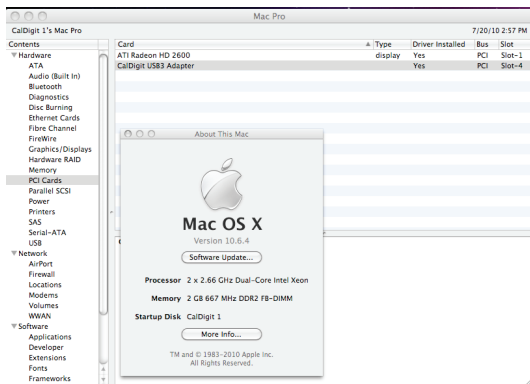 Mac Pro
CalDigit 1's Mac Pro 7/20/10 2:57 PM
Contents
Hardware
ATA
Audio (Built In)
Bluetooth
Diagnostics
Disc Burning
Ethernet Cards
Fibre Channel
FireWire
Graphics/Displays
Hardware RAID
Memory
PCI Cards
Parallel SCSI
Power
Printers
SAS
Serial-ATA
USB
Network
AirPort
Firewall
Locations
Modems
Volumes
WWAN
Software
Applications
Developer
Extensions
Fonts
Frameworks
Card Type Driver Installed Bus Slot
ATI Radeon HD 2600 display Yes PCI Slot-1
CalDigit USB3 Adapter Yes PCI Slot-4
About This Mac
Mac OS X
Version 10.6.4
Software Update...
Processor 2 x 2.66 GHz Dual-Core Intel Xeon
Memory 2 GB 667 MHz DDR2 FB-DIMM
Startup Disk CalDigit 1
More Info...
TM and © 1983-2010 Apple Inc.
All Rights Reserved.